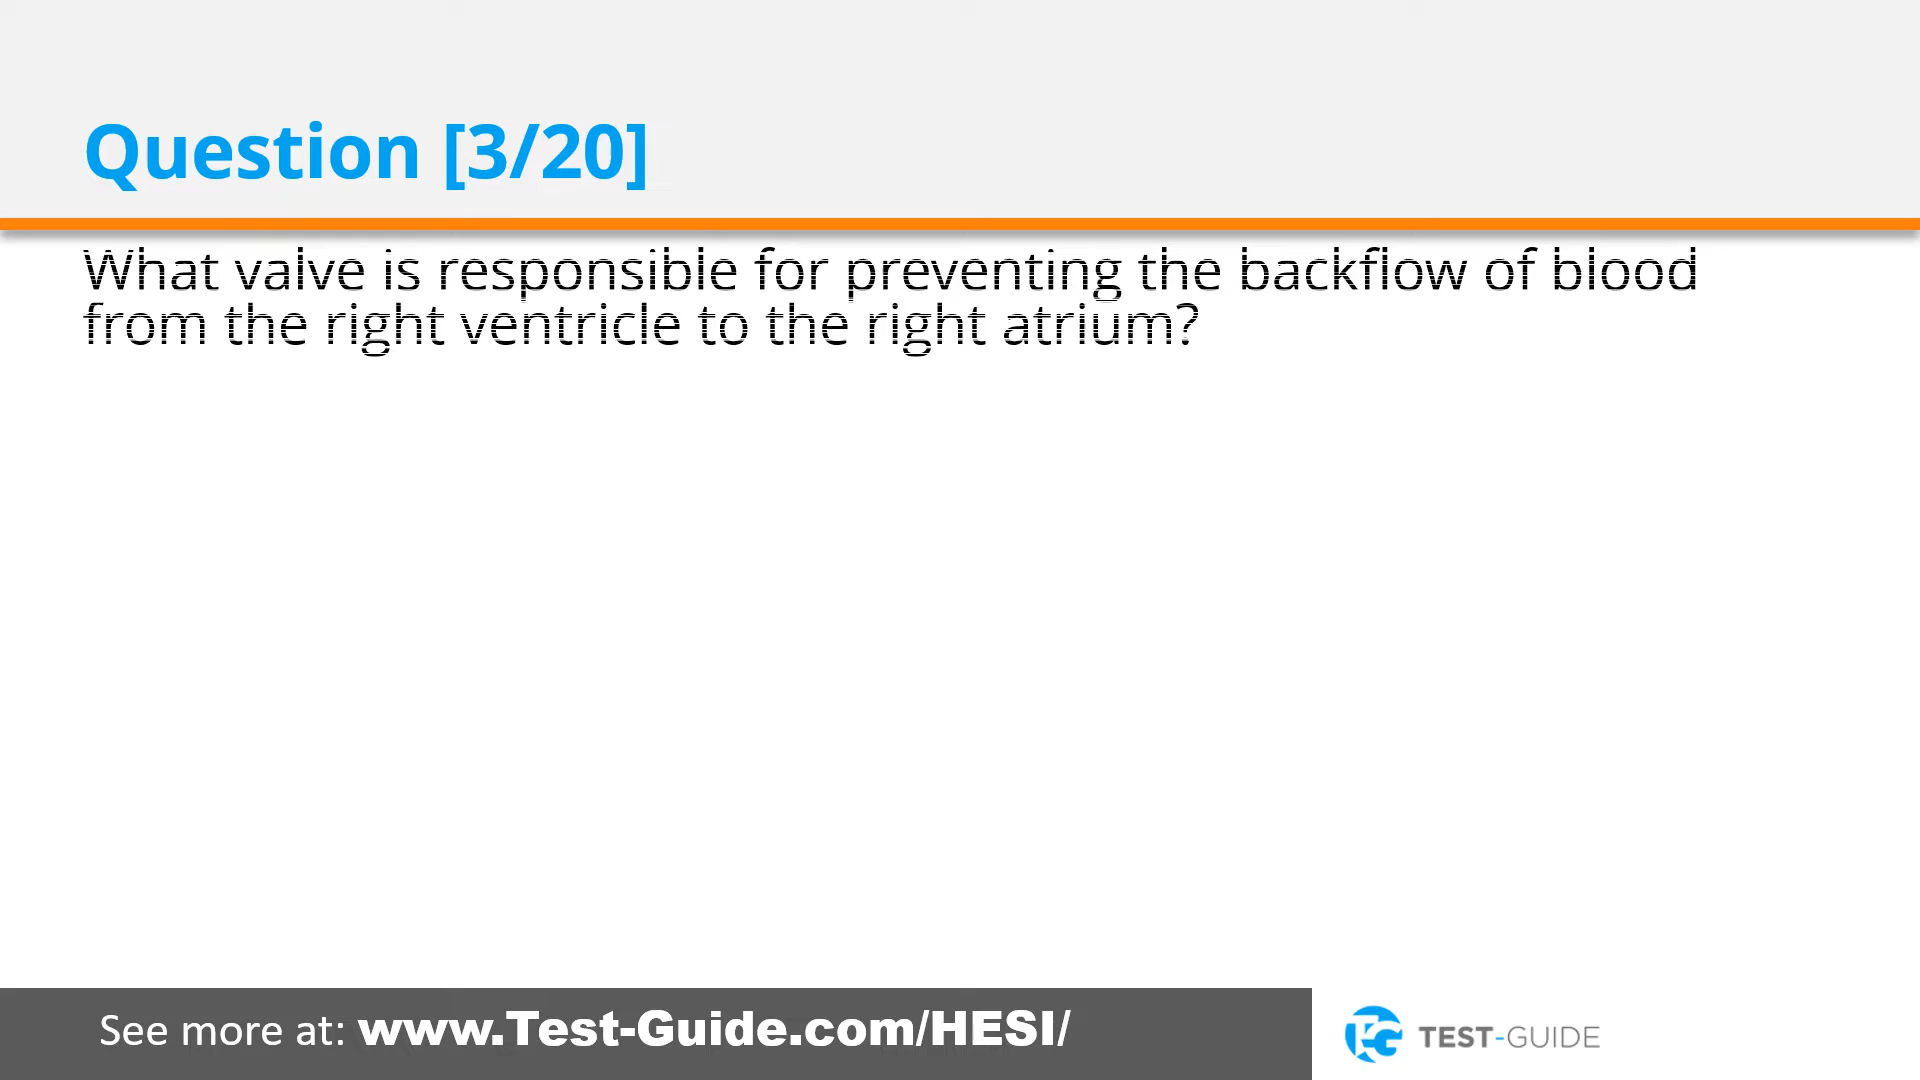 Question [3/20]
What valve is responsible for preventing the backflow of blood
from the right ventricle to the right atrium?
See more at: www.Test-Guide.com/HESI/
TG TEST-GUIDE